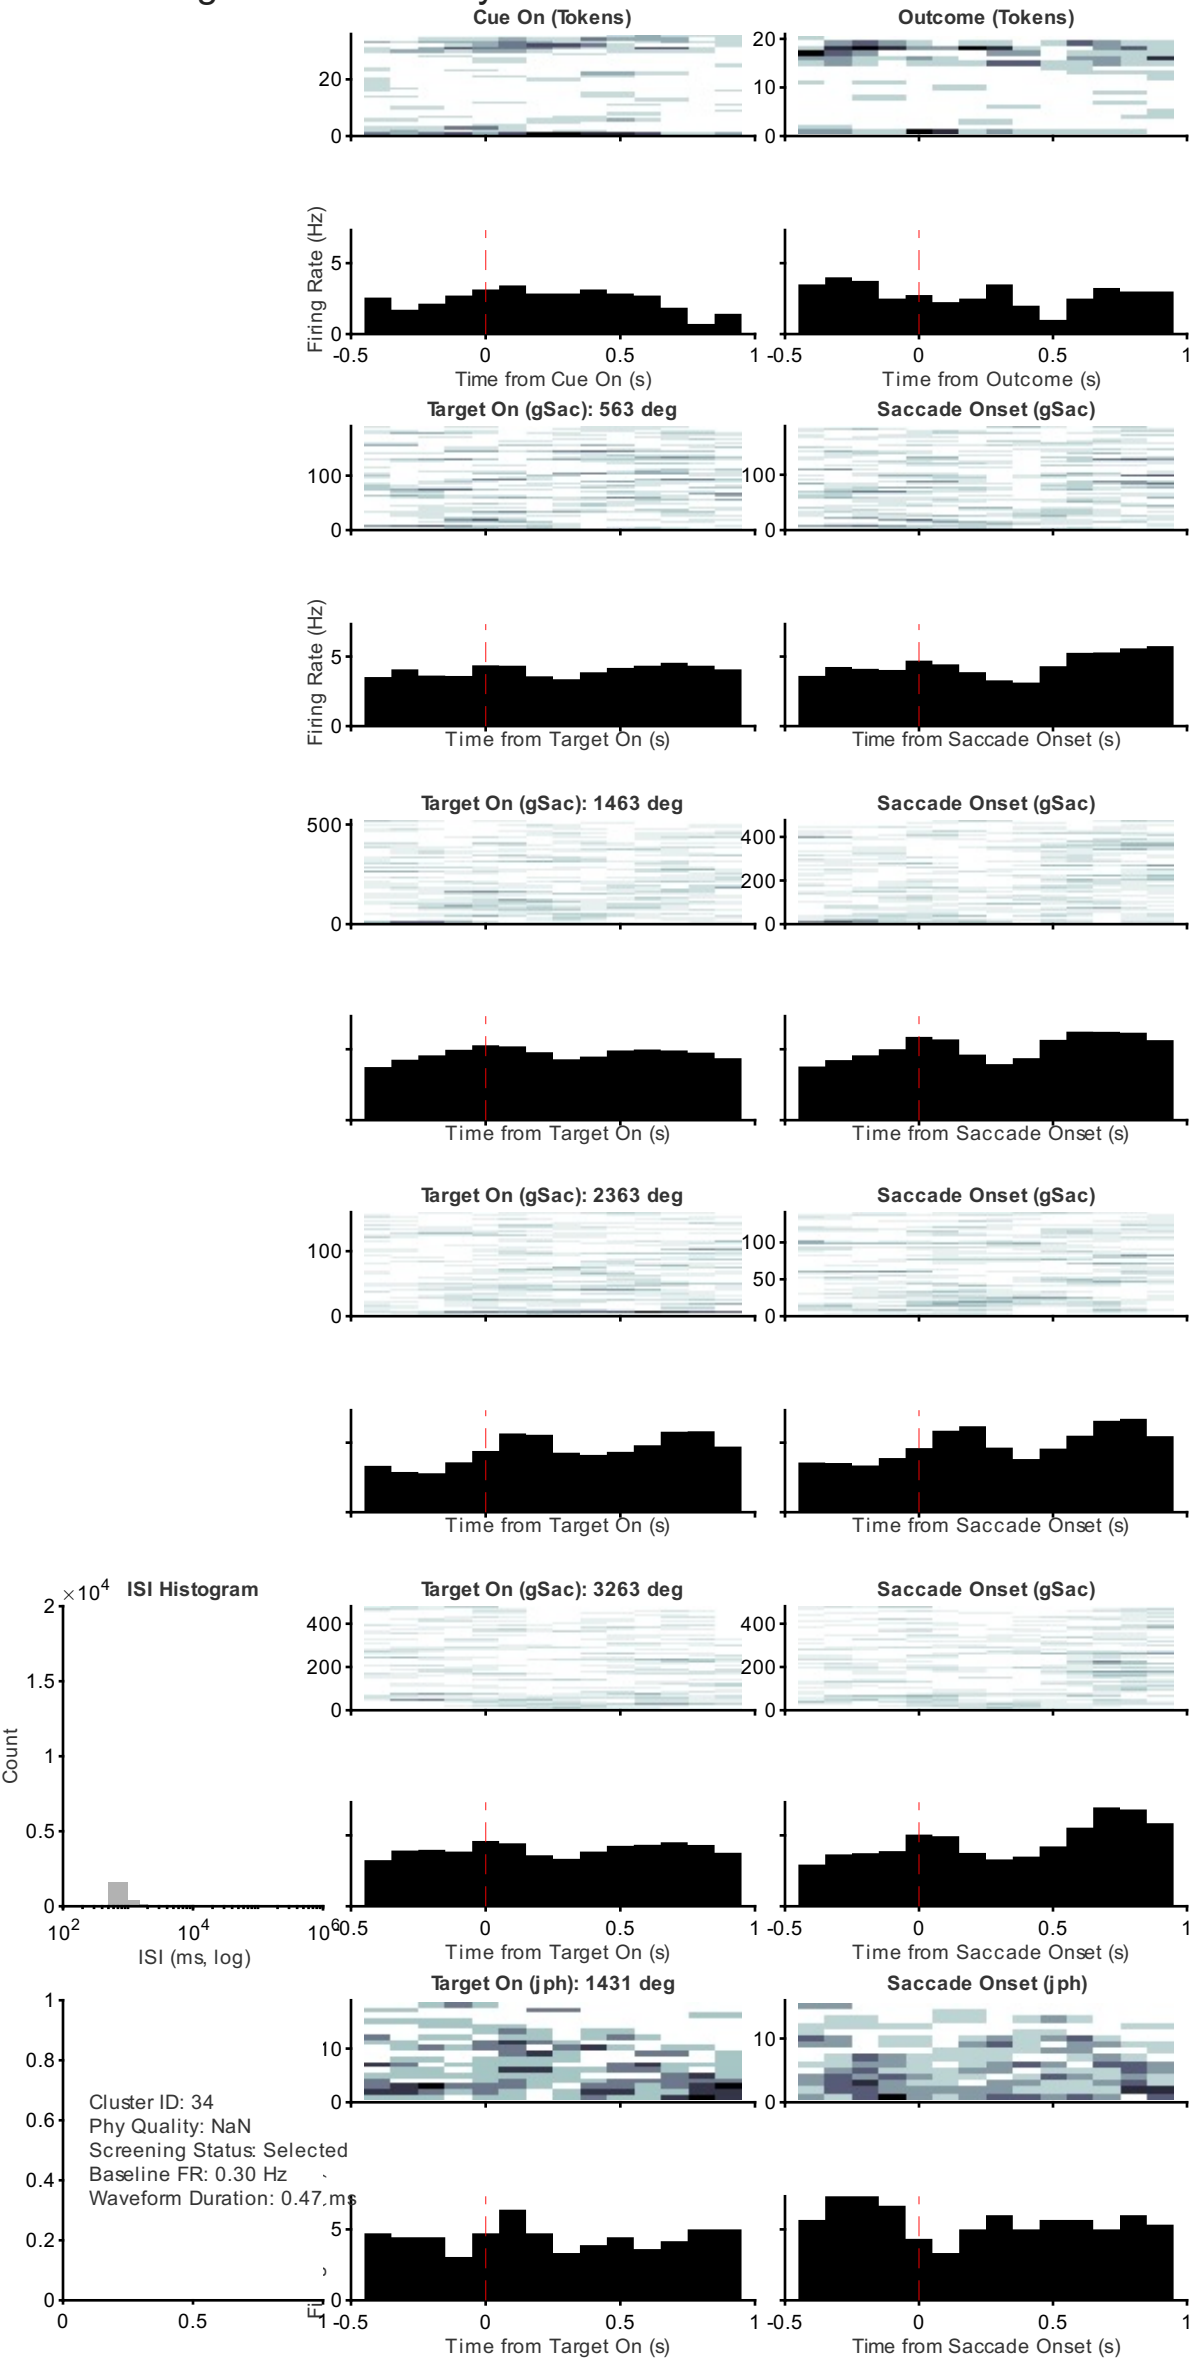 Cue On (Tokens)
Outcome (Tokens)
20
0
20
10
0
Firing Rate (Hz)
5
0
-0.5 0 0.5 1
-0.5 0 0.5 1
Time from Cue On (s)
Time from Outcome (s)
Target On (gSac): 563 deg
Saccade Onset (gSac)
100
0
100
0
Firing Rate (Hz)
5
0
Time from Target On (s)
Time from Saccade Onset (s)
Target On (gSac): 1463 deg
Saccade Onset (gSac)
500
0
400
200
0
Time from Target On (s)
Time from Saccade Onset (s)
Target On (gSac): 2363 deg
Saccade Onset (gSac)
100
0
100
50
0
Time from Target On (s)
Time from Saccade Onset (s)
×10^4
ISI Histogram
2
1.5
1
0.5
0
Count
10^2 10^4 10^6
ISI (ms, log)
Target On (gSac): 3263 deg
Saccade Onset (gSac)
400
200
0
400
200
0
-0.5 0 0.5 1
-0.5 0 0.5 1
Time from Target On (s)
Time from Saccade Onset (s)
1
0.8
0.6
0.4
0.2
0
0 0.5 1
Cluster ID: 34
Phy Quality: NaN
Screening Status: Selected
Baseline FR: 0.30 Hz
Waveform Duration: 0.47 ms
Target On (jph): 1431 deg
Saccade Onset (jph)
10
0
10
0
5
0
-0.5 0 0.5 1
-0.5 0 0.5 1
Time from Target On (s)
Time from Saccade Onset (s)